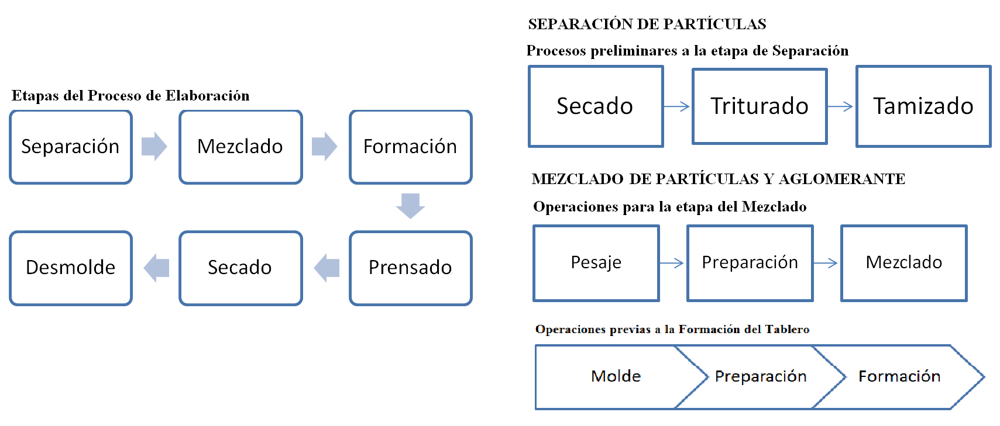 Etapas del Proceso de Elaboración
Separación
Mezclado
Formación
Prensado
Secado
Desmolde
SEPARACIÓN DE PARTÍCULAS
Procesos preliminares a la etapa de Separación
Secado
Triturado
Tamizado
MEZCLADO DE PARTÍCULAS Y AGLOMERANTE
Operaciones para la etapa del Mezclado
Pesaje
Preparación
Mezclado
Operaciones previas a la Formación del Tablero
Molde
Preparación
Formación